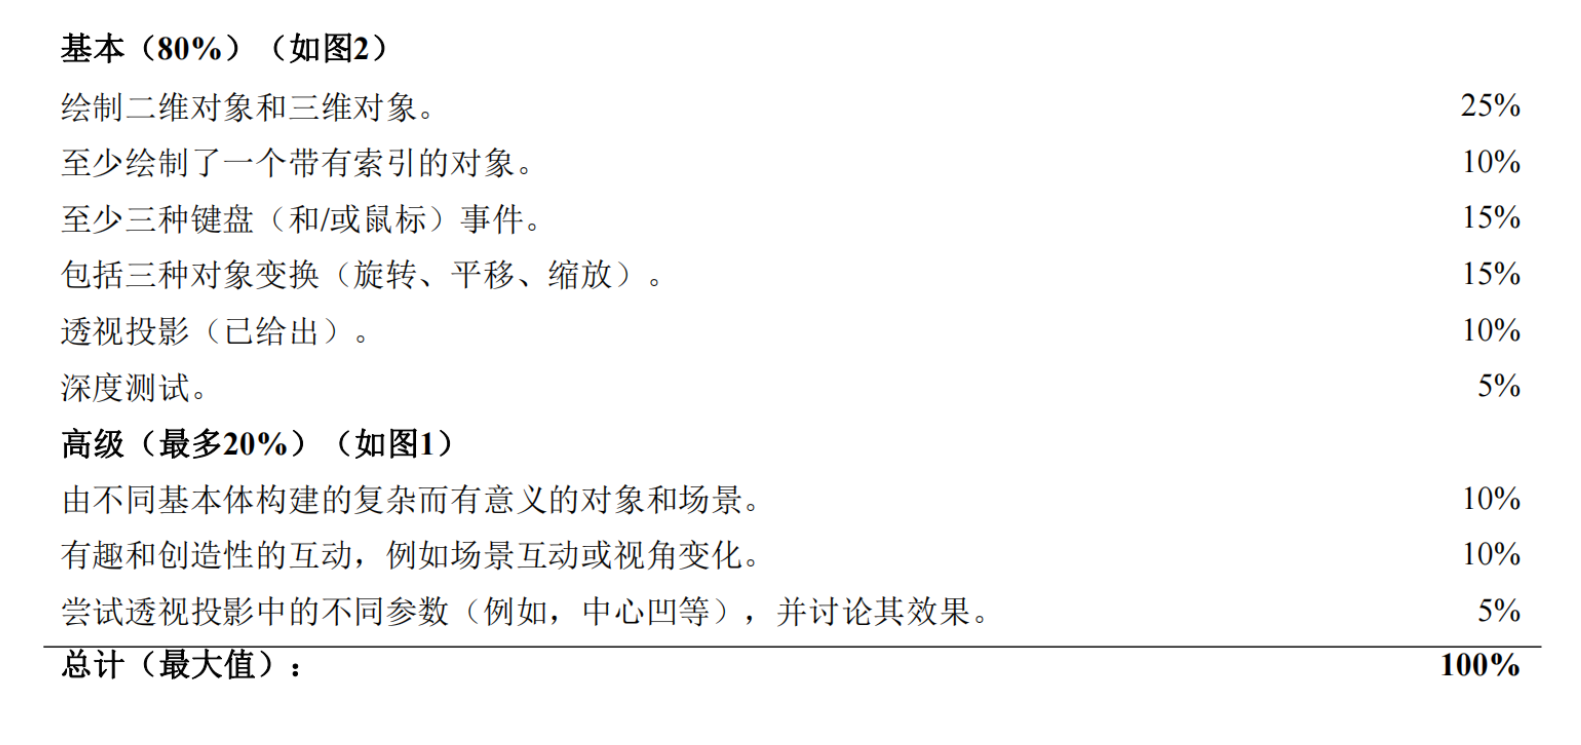 基本（80%）（如图2）
绘制二维对象和三维对象。 25%
至少绘制了一个带有索引的对象。 10%
至少三种键盘（和/或鼠标）事件。 15%
包括三种对象变换（旋转、平移、缩放）。 15%
透视投影（已给出）。 10%
深度测试。 5%
高级（最多20%）（如图1）
由不同基本体构建的复杂而有意义的对象和场景。 10%
有趣和创造性的互动，例如场景互动或视角变化。 10%
尝试透视投影中的不同参数（例如，中心凹等），并讨论其效果。 5%
总计（最大值）： 100%